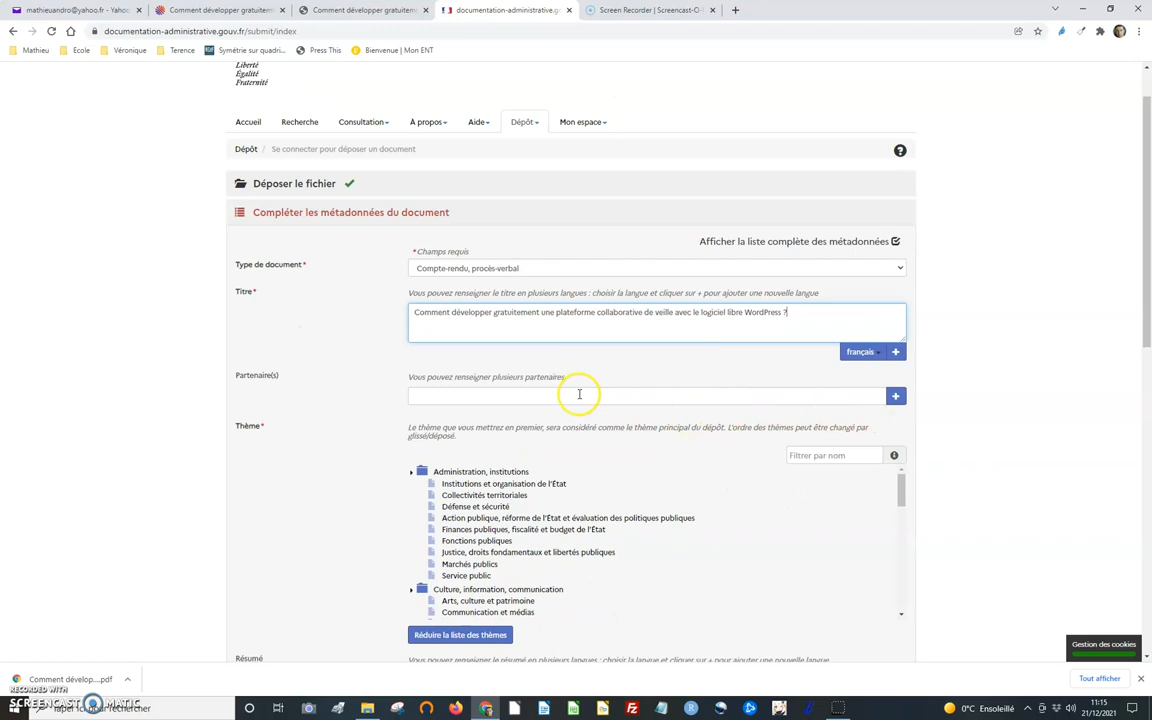 mathieuandro@yahoo.fr - Yahoo
Comment développer gratuiteme
Comment développer gratuiteme
documentation-administrative.g
Screen Recorder | Screencast-O-
documentation-administrative.gouv.fr/submit/index
Mathieu
Ecole
Véronique
Terence
Symétrie sur quadri...
Press This
Bienvenue | Mon ENT
Liberté
Égalité
Fraternité
Accueil
Recherche
Consultation
À propos
Aide
Dépôt
Mon espace
Dépôt / Se connecter pour déposer un document
Déposer le fichier
Compléter les métadonnées du document
Afficher la liste complète des métadonnées
* Champs requis
Type de document*
Compte-rendu, procès-verbal
Titre*
Vous pouvez renseigner le titre en plusieurs langues : choisir la langue et cliquer sur + pour ajouter une nouvelle langue
Comment développer gratuitement une plateforme collaborative de veille avec le logiciel libre WordPress ?
français
Partenaire(s)
Vous pouvez renseigner plusieurs partenaires
Thème*
Le thème que vous mettrez en premier, sera considéré comme le thème principal du dépôt. L'ordre des thèmes peut être changé par
glissé/déposé.
Filtrer par nom
Administration, institutions
Institutions et organisation de l'État
Collectivités territoriales
Défense et sécurité
Action publique, réforme de l'État et évaluation des politiques publiques
Finances publiques, fiscalité et budget de l'État
Fonctions publiques
Justice, droits fondamentaux et libertés publiques
Marchés publics
Service public
Culture, information, communication
Arts, culture et patrimoine
Communication et médias
Réduire la liste des thèmes
Résumé
Vous pouvez renseigner le résumé en plusieurs langues : choisir la langue et cliquer sur + pour ajouter une nouvelle langue
Gestion des cookies
Comment dévelop....pdf
Tout afficher
RECORDED WITH
SCREENCAST MATIC
Taper ici pour rechercher
0°C Ensoleillé
11:15
21/12/2021